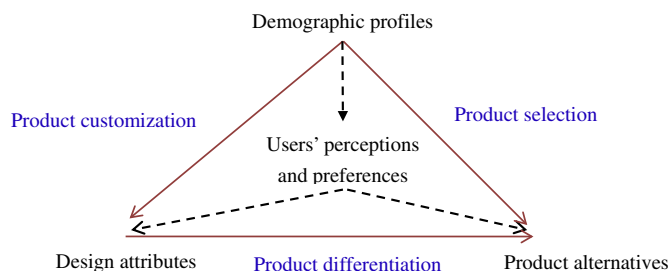 Demographic profiles
Product customization
Product selection
Users’ perceptions
and preferences
Design attributes
Product differentiation
Product alternatives